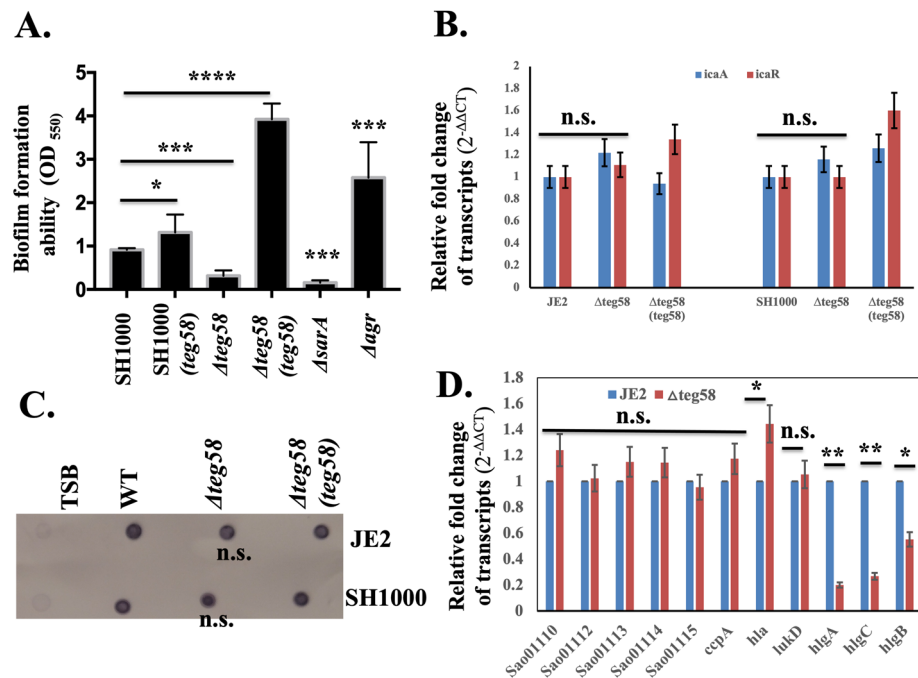 A.
Biofilm formation
ability (OD 550)
5
4
3
2
1
0
****
***
*
***
***
SH1000
SH1000
(teg58)
Δteg58
Δteg58
(teg58)
ΔsarA
Δagr
B.
Relative fold change
of transcripts (2-ΔΔCT)
2
1.8
1.6
1.4
1.2
1
0.8
0.6
0.4
0.2
0
icaA icaR
n.s.
n.s.
JE2
Δteg58
Δteg58
(teg58)
SH1000
Δteg58
Δteg58
(teg58)
C.
TSB
WT
Δteg58
Δteg58
(teg58)
JE2
n.s.
SH1000
n.s.
D.
Relative fold change
of transcripts (2-ΔΔCT)
1.8
1.6
1.4
1.2
1
0.8
0.6
0.4
0.2
0
JE2 Δteg58
n.s.
*
n.s.
**
**
*
Sao01110
Sao01112
Sao01113
Sao01114
Sao01115
ccpA
hla
lukD
hlgA
hlgC
hlgB